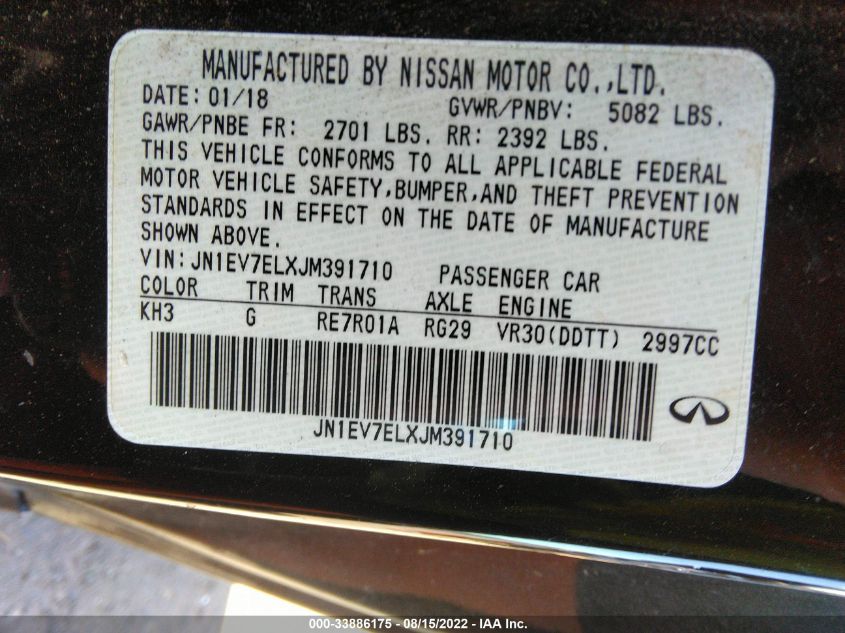 MANUFACTURED BY NISSAN MOTOR CO.,LTD.
DATE: 01/18 GVWR/PNBV: 5082 LBS.
GAWR/PNBE FR: 2701 LBS. RR: 2392 LBS.
THIS VEHICLE CONFORMS TO ALL APPLICABLE FEDERAL
MOTOR VEHICLE SAFETY,BUMPER,AND THEFT PREVENTION
STANDARDS IN EFFECT ON THE DATE OF MANUFACTURE
SHOWN ABOVE.
VIN:JN1EV7ELXJM391710 PASSENGER CAR
COLOR TRIM TRANS AXLE ENGINE
KH3 G RE7R01A RG29 VR30(DDTT) 2997CC
JN1EV7ELXJM391710
000-33886175 - 08/15/2022 - IAA Inc.